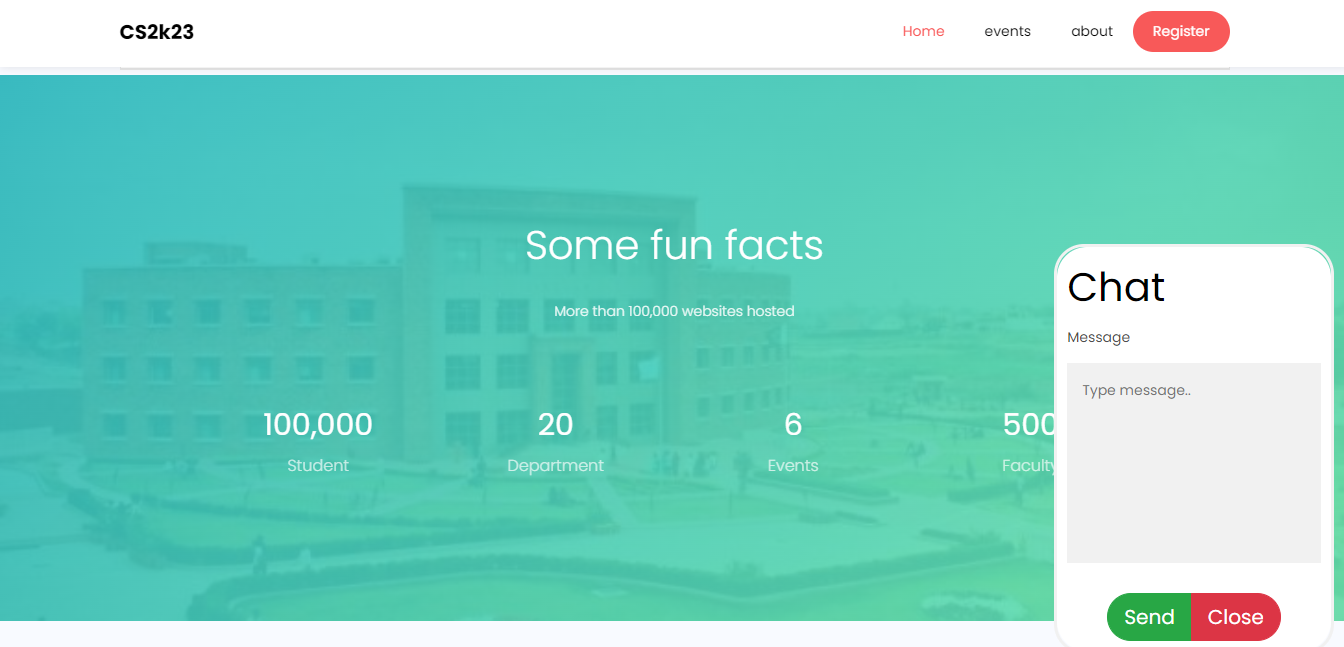 CS2k23
Home events about Register
Some fun facts
More than 100,000 websites hosted
100,000 20 6 500
Student Department Events Faculty
Chat
Message
Type message..
Send Close